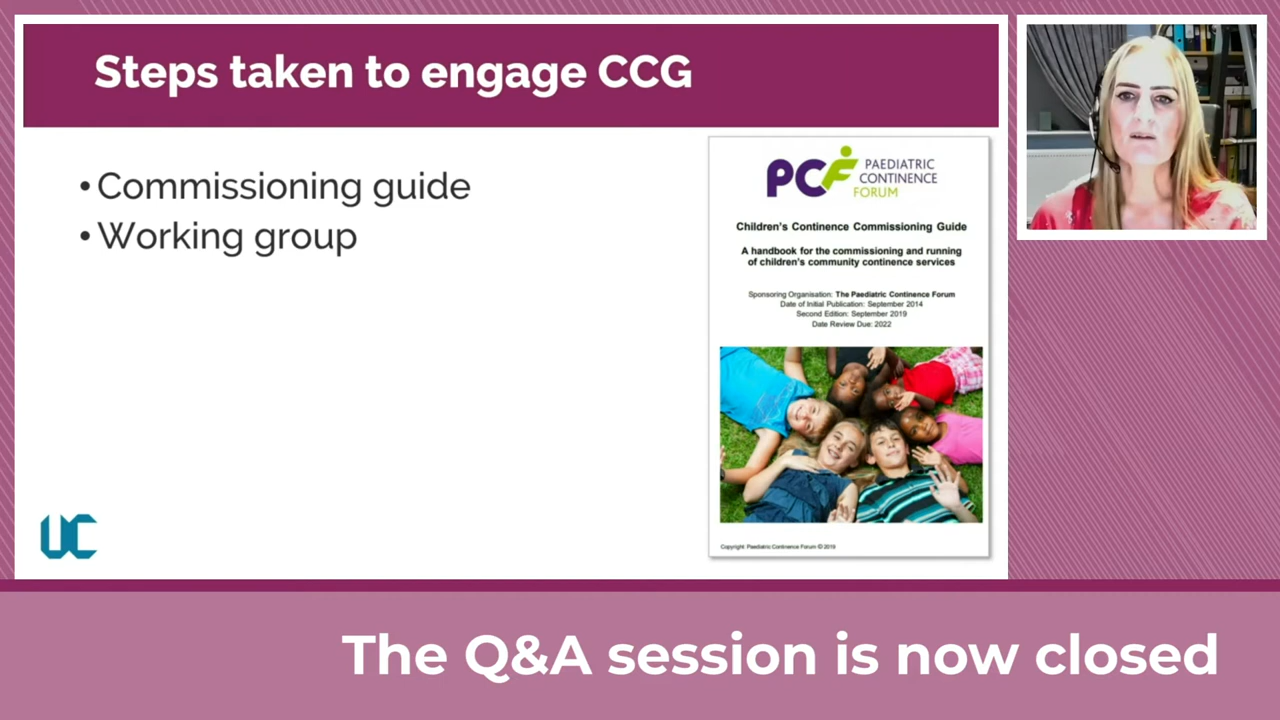 Steps taken to engage CCG
• Commissioning guide
• Working group
PCF PAEDIATRIC
CONTINENCE
FORUM
Children's Continence Commissioning Guide
A handbook for the commissioning and running
of children's community continence services
Sponsoring Organisation: The Paediatric Continence Forum
Date of Initial Publication: September 2014
Second Edition: September 2019
Date Review Due: 2022
Copyright: Paediatric Continence Forum © 2019
UC
The Q&A session is now closed